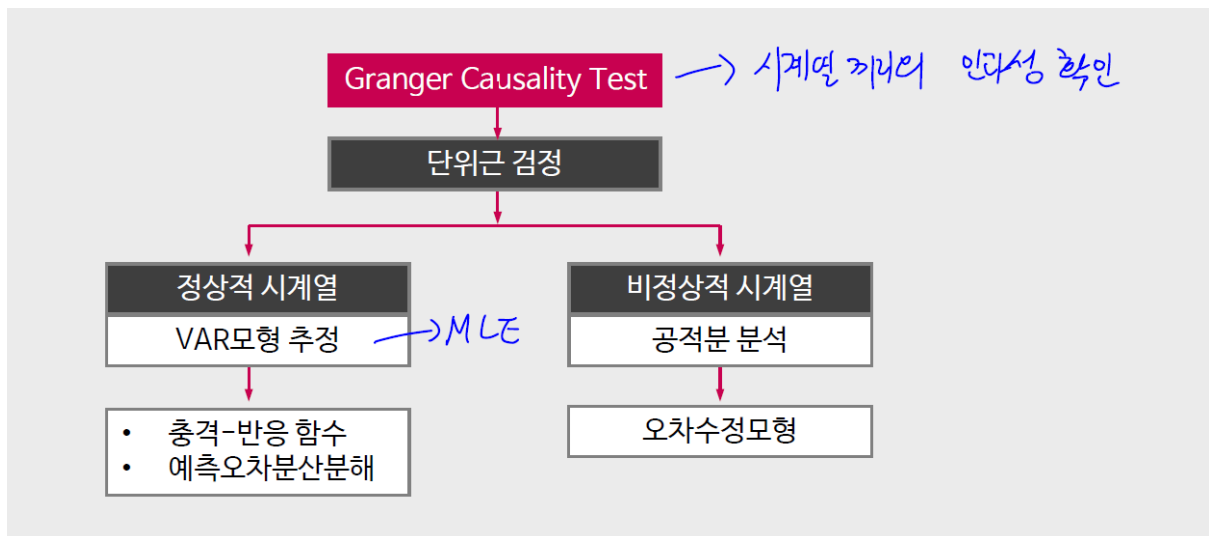 Granger Causality Test → 시계열 끼리의 인과성 확인
단위근 검정
정상적 시계열
비정상적 시계열
VAR모형 추정 → MLE
공적분 분석
• 충격-반응 함수
• 예측오차분산분해
오차수정모형